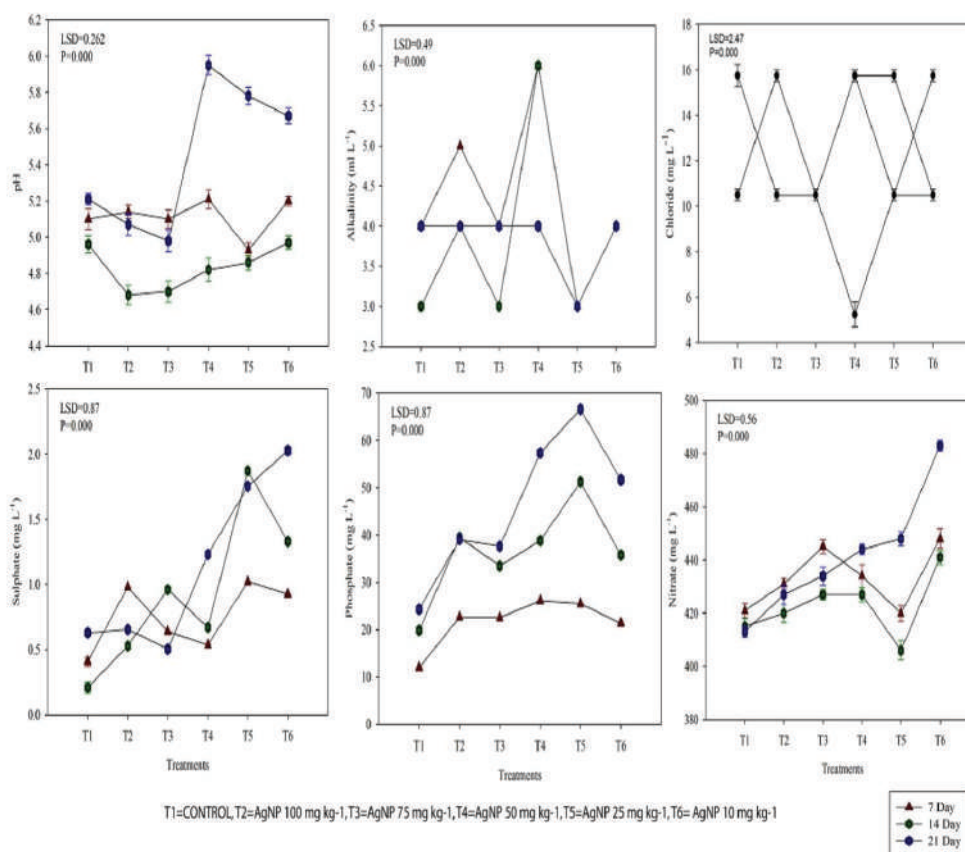 LSD=0.262
P=0.000
pH
6.2
6.0
5.8
5.6
5.4
5.2
5.0
4.8
4.6
4.4
T1 T2 T3 T4 T5 T6
LSD=0.49
P=0.000
Alkalinity (ml L⁻¹)
6.5
6.0
5.5
5.0
4.5
4.0
3.5
3.0
2.5
T1 T2 T3 T4 T5 T6
LSD=2.47
P=0.000
Chloride (mg L⁻¹)
18
16
14
12
10
8
6
4
T1 T2 T3 T4 T5 T6
LSD=0.87
P=0.000
Sulphate (mg L⁻¹)
2.5
2.0
1.5
1.0
0.5
0.0
T1 T2 T3 T4 T5 T6
Treatments
LSD=0.87
P=0.000
Phosphate (mg L⁻¹)
70
60
50
40
30
20
10
0
T1 T2 T3 T4 T5 T6
Treatments
LSD=0.56
P=0.000
Nitrate (mg L⁻¹)
500
480
460
440
420
400
380
T1 T2 T3 T4 T5 T6
Treatments
T1=CONTROL,T2=AgNP 100 mg kg-1,T3=AgNP 75 mg kg-1,T4=AgNP 50 mg kg-1,T5=AgNP 25 mg kg-1,T6= AgNP 10 mg kg-1
7 Day
14 Day
21 Day